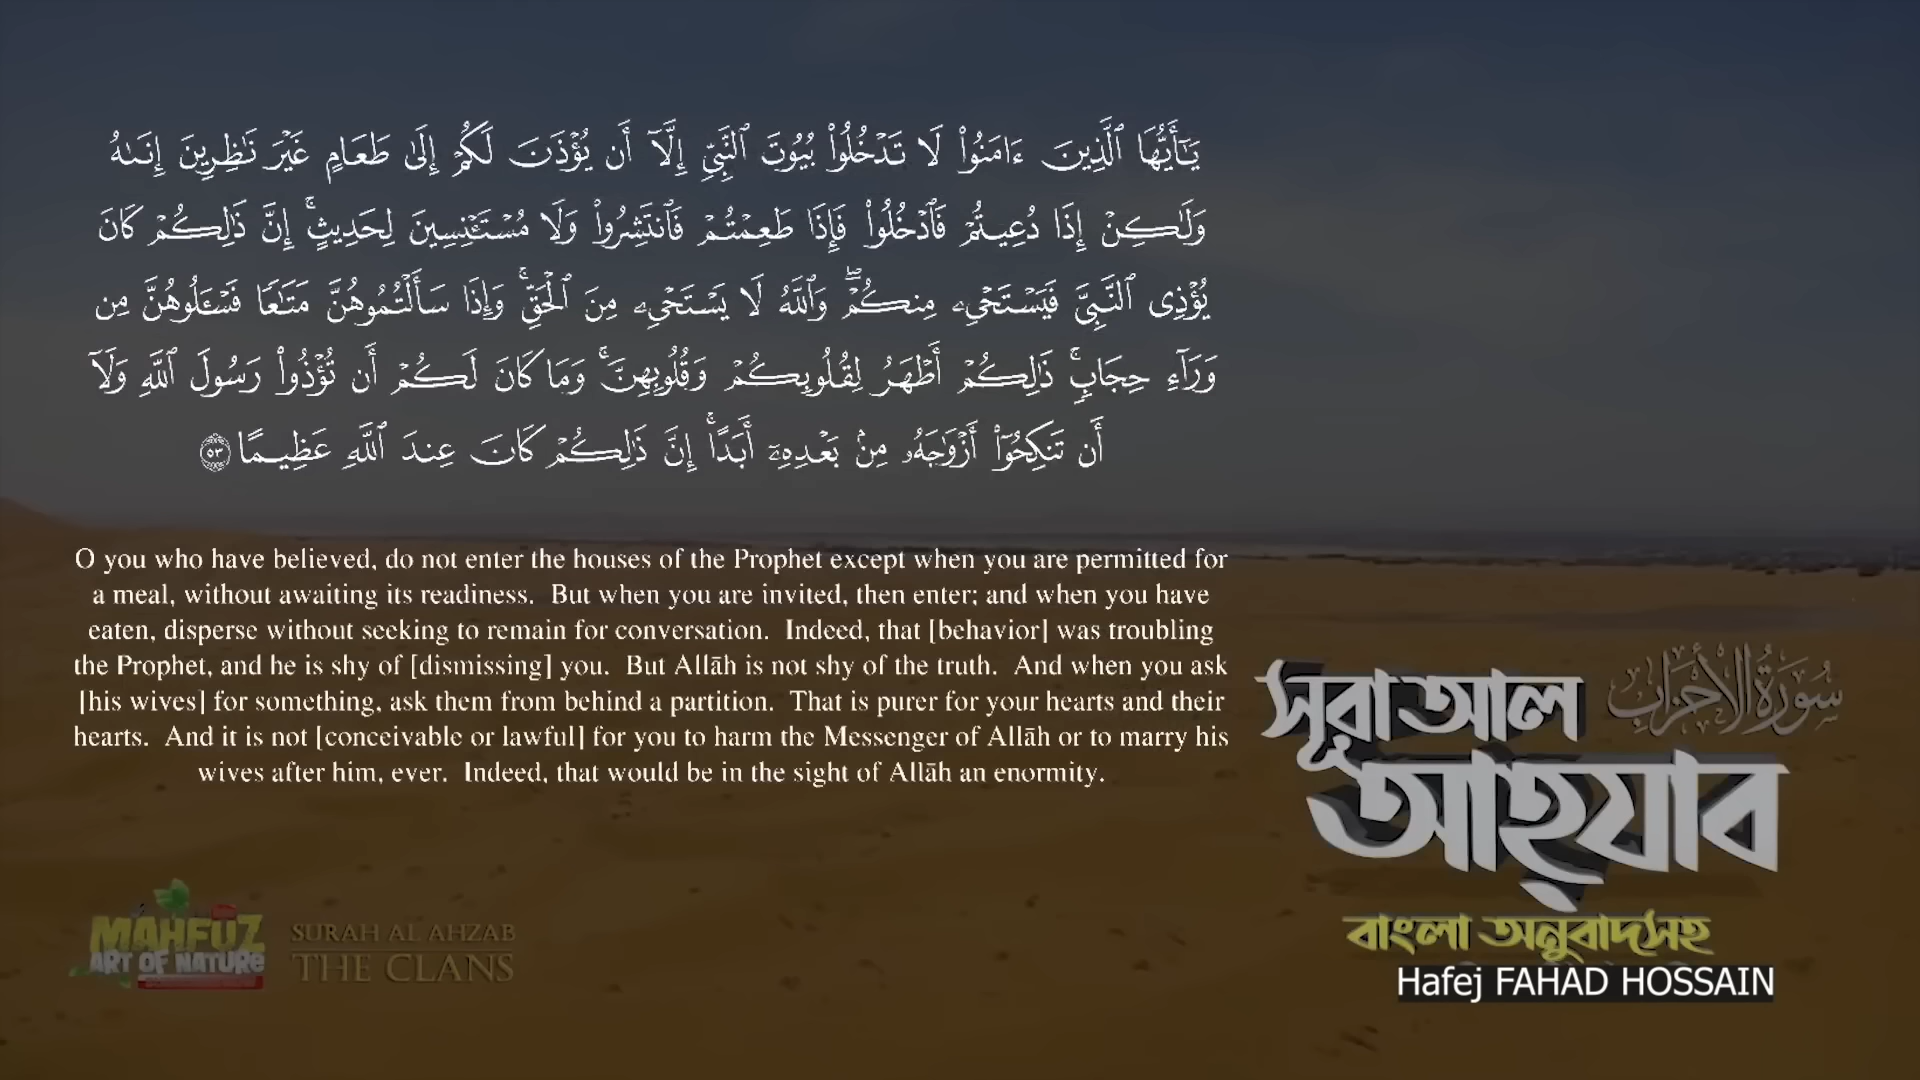 يَـٰٓأَيُّهَا ٱلَّذِينَ ءَامَنُوا۟ لَا تَدْخُلُوا۟ بُيُوتَ ٱلنَّبِىِّ إِلَّآ أَن يُؤْذَنَ لَكُمْ إِلَىٰ طَعَامٍ غَيْرَ نَـٰظِرِينَ إِنَىٰهُ
وَلَـٰكِنْ إِذَا دُعِيتُمْ فَٱدْخُلُوا۟ فَإِذَا طَعِمْتُمْ فَٱنتَشِرُوا۟ وَلَا مُسْتَـْٔنِسِينَ لِحَدِيثٍ ۚ إِنَّ ذَٰلِكُمْ كَانَ
يُؤْذِى ٱلنَّبِىَّ فَيَسْتَحْىِۦ مِنكُمْ ۖ وَٱللَّهُ لَا يَسْتَحْىِۦ مِنَ ٱلْحَقِّ ۚ وَإِذَا سَأَلْتُمُوهُنَّ مَتَـٰعًا فَسْـَٔلُوهُنَّ مِن
وَرَآءِ حِجَابٍ ۚ ذَٰلِكُمْ أَطْهَرُ لِقُلُوبِكُمْ وَقُلُوبِهِنَّ ۚ وَمَا كَانَ لَكُمْ أَن تُؤْذُوا۟ رَسُولَ ٱللَّهِ وَلَآ
أَن تَنكِحُوٓا۟ أَزْوَٰجَهُۥ مِنۢ بَعْدِهِۦٓ أَبَدًا ۚ إِنَّ ذَٰلِكُمْ كَانَ عِندَ ٱللَّهِ عَظِيمًا ٥٣
O you who have believed, do not enter the houses of the Prophet except when you are permitted for
a meal, without awaiting its readiness. But when you are invited, then enter; and when you have
eaten, disperse without seeking to remain for conversation. Indeed, that [behavior] was troubling
the Prophet, and he is shy of [dismissing] you. But Allāh is not shy of the truth. And when you ask
[his wives] for something, ask them from behind a partition. That is purer for your hearts and their
hearts. And it is not [conceivable or lawful] for you to harm the Messenger of Allāh or to marry his
wives after him, ever. Indeed, that would be in the sight of Allāh an enormity.
سُورَةُ الْأَحْزَاب
সূরা আল
আহযাব
বাংলা অনুবাদসহ
Hafej FAHAD HOSSAIN
MAHFUZ
ART OF NATURE
SURAH AL AHZAB
THE CLANS